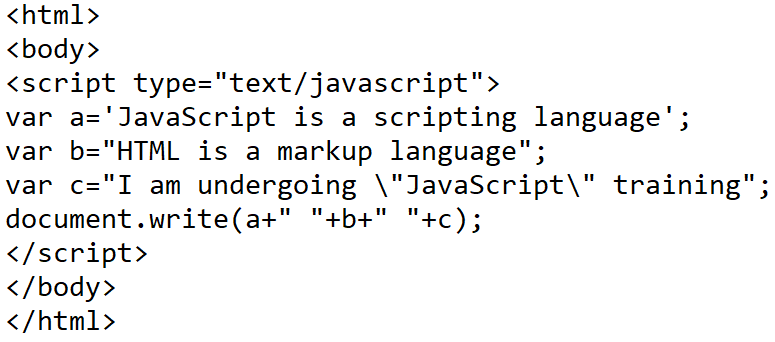 <html>
<body>
<script type="text/javascript">
var a='JavaScript is a scripting language';
var b="HTML is a markup language";
var c="I am undergoing \"JavaScript\" training";
document.write(a+" "+b+" "+c);
</script>
</body>
</html>